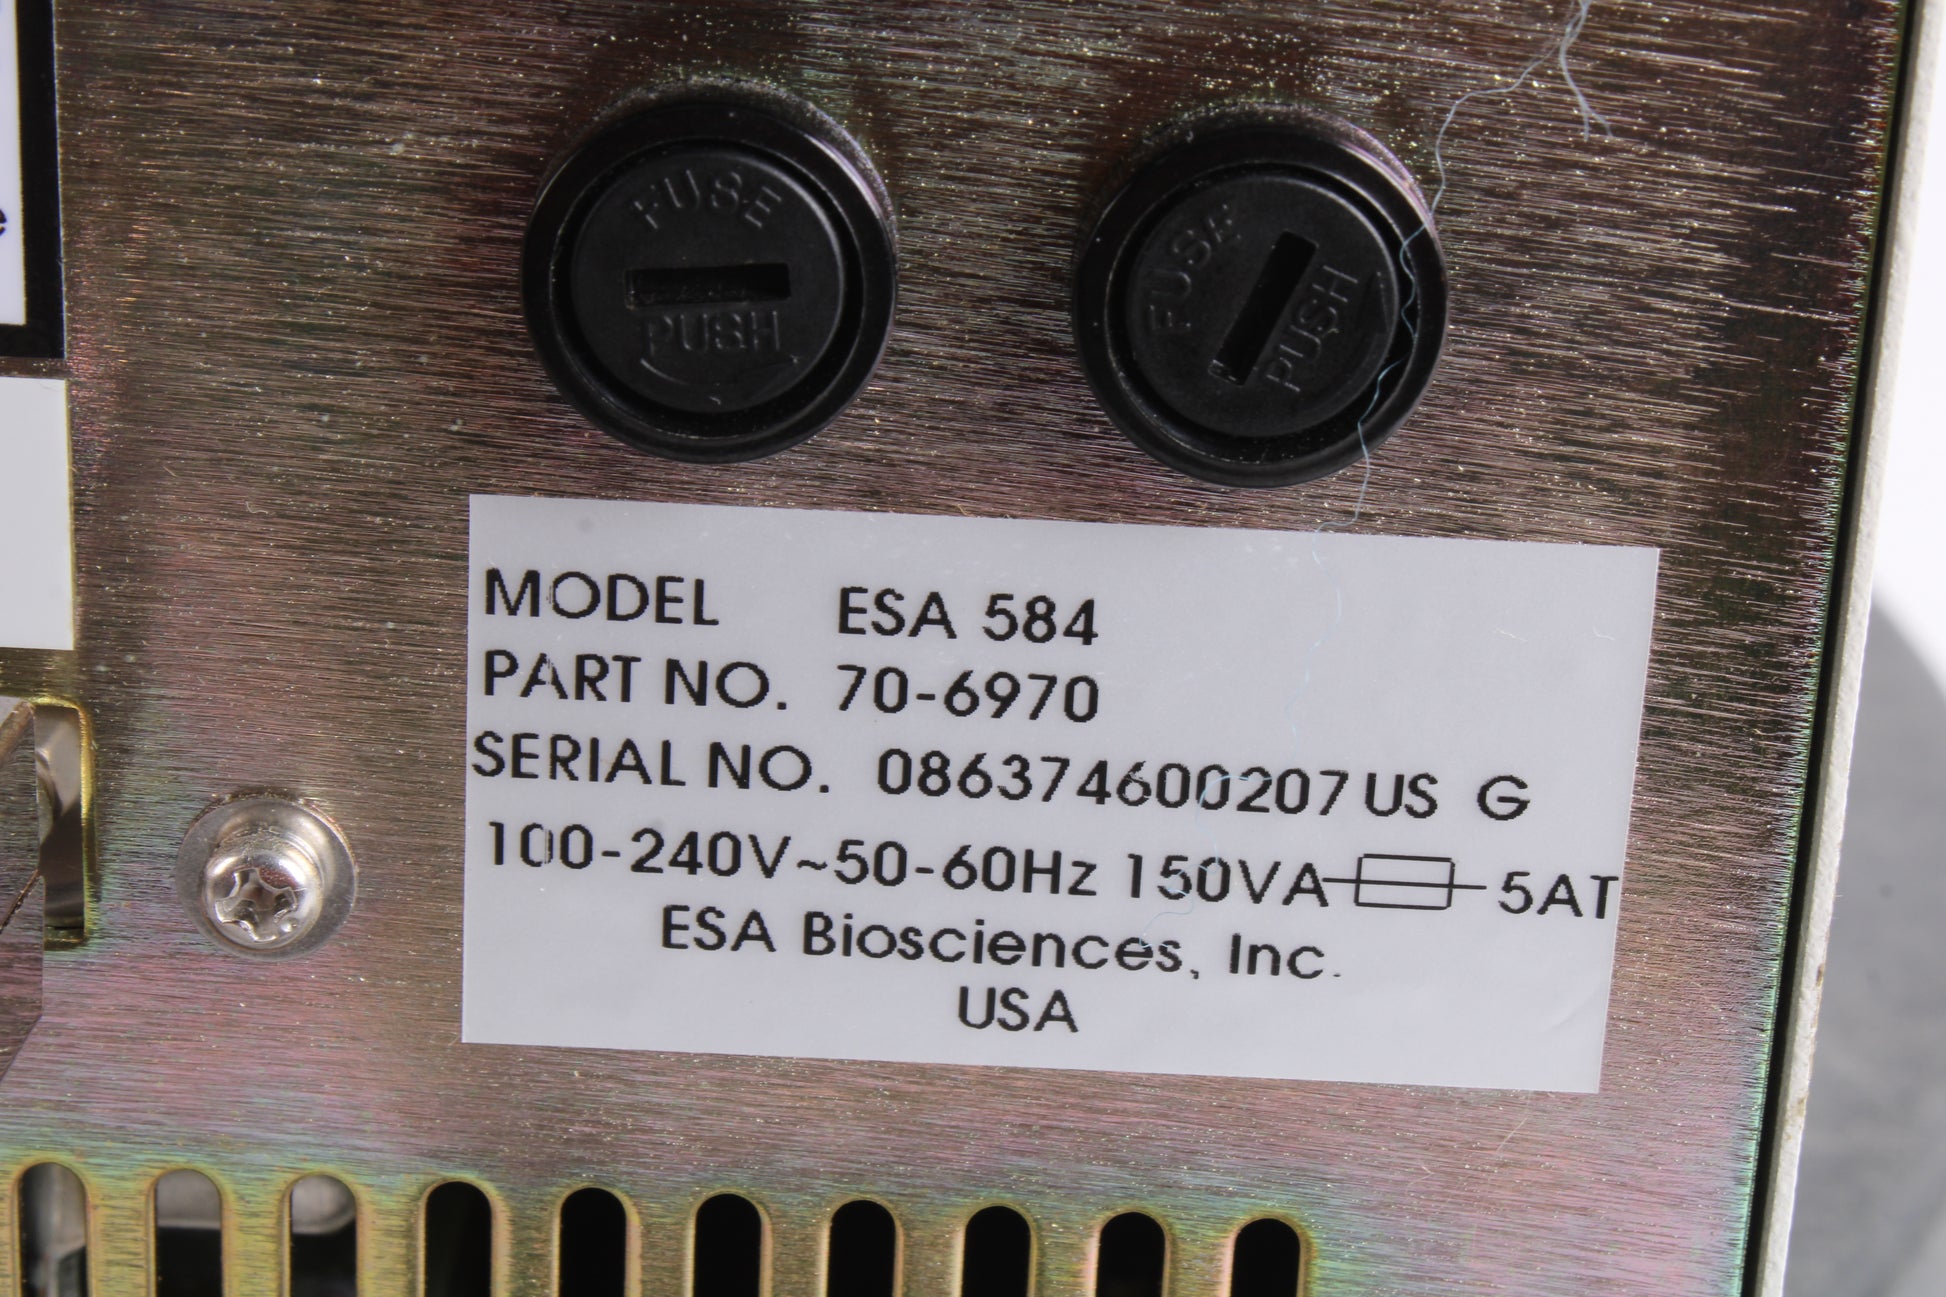 FUSE
PUSH
FUSE
PUSH
MODEL ESA 584
PART NO. 70-6970
SERIAL NO. 086374600207 US G
100-240V~50-60Hz 150VA 5AT
ESA Biosciences, Inc.
USA